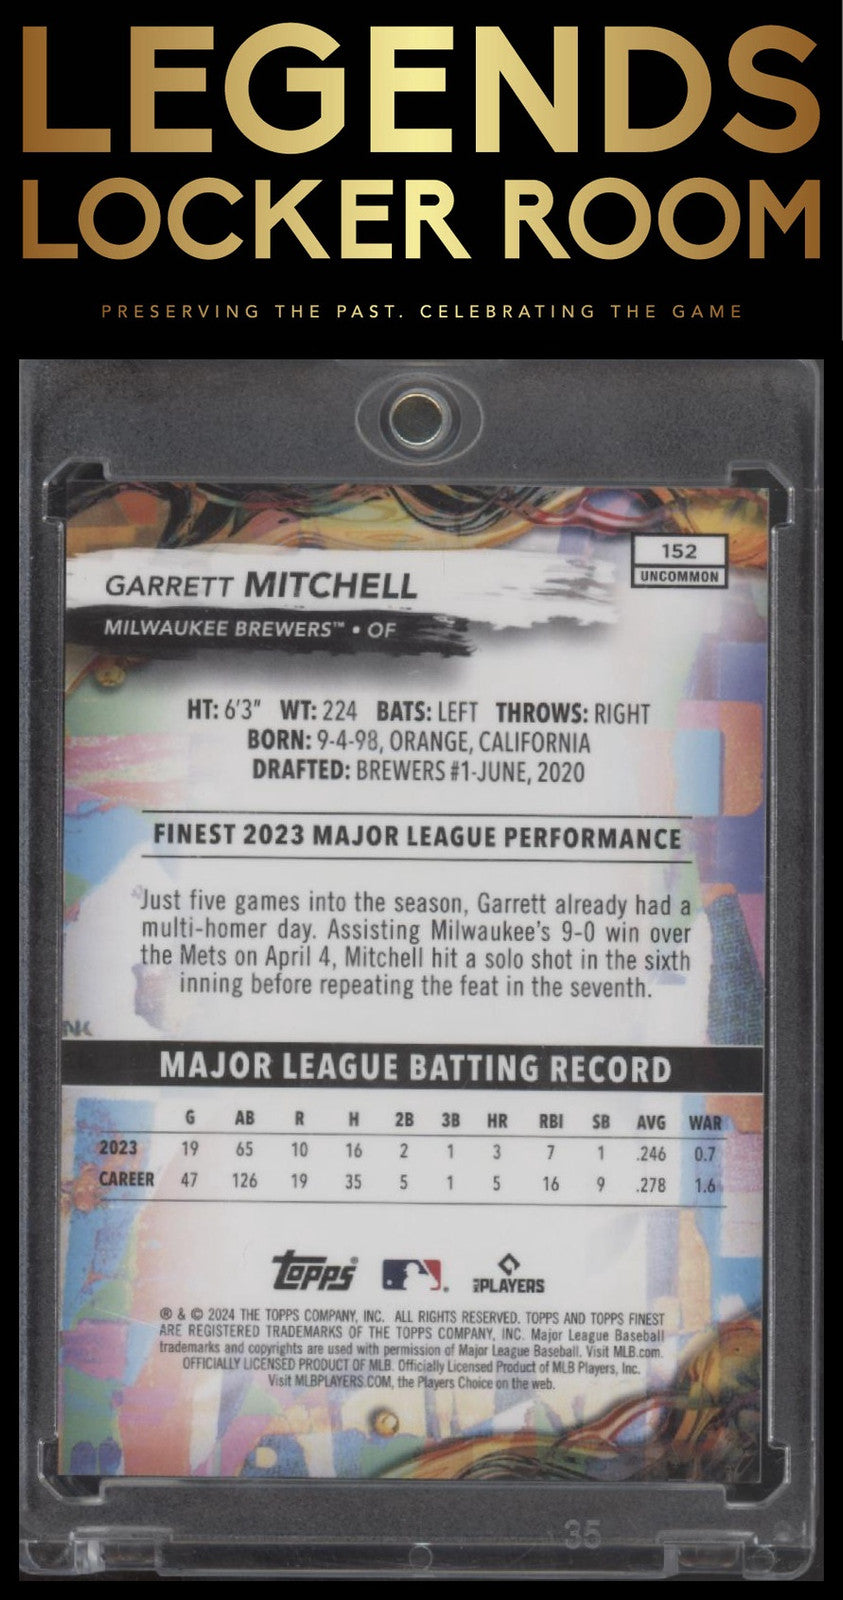 LEGENDS
LOCKER ROOM
PRESERVING THE PAST. CELEBRATING THE GAME
152
UNCOMMON
GARRETT MITCHELL
MILWAUKEE BREWERS™ • OF
HT: 6'3" WT: 224 BATS: LEFT THROWS: RIGHT
BORN: 9-4-98, ORANGE, CALIFORNIA
DRAFTED: BREWERS #1-JUNE, 2020
FINEST 2023 MAJOR LEAGUE PERFORMANCE
Just five games into the season, Garrett already had a
multi-homer day. Assisting Milwaukee's 9-0 win over
the Mets on April 4, Mitchell hit a solo shot in the sixth
inning before repeating the feat in the seventh.
NK
MAJOR LEAGUE BATTING RECORD
G AB R H 2B 3B HR RBI SB AVG WAR
2023 19 65 10 16 2 1 3 7 1 .246 0.7
CAREER 47 126 19 35 5 1 5 16 9 .278 1.6
Topps® MLB PLAYERS
® & © 2024 THE TOPPS COMPANY, INC. ALL RIGHTS RESERVED. TOPPS AND TOPPS FINEST
ARE REGISTERED TRADEMARKS OF THE TOPPS COMPANY, INC. Major League Baseball
trademarks and copyrights are used with permission of Major League Baseball. Visit MLB.com.
OFFICIALLY LICENSED PRODUCT OF MLB. Officially Licensed Product of MLB Players, Inc.
Visit MLBPLAYERS.COM, the Players Choice on the web.
35